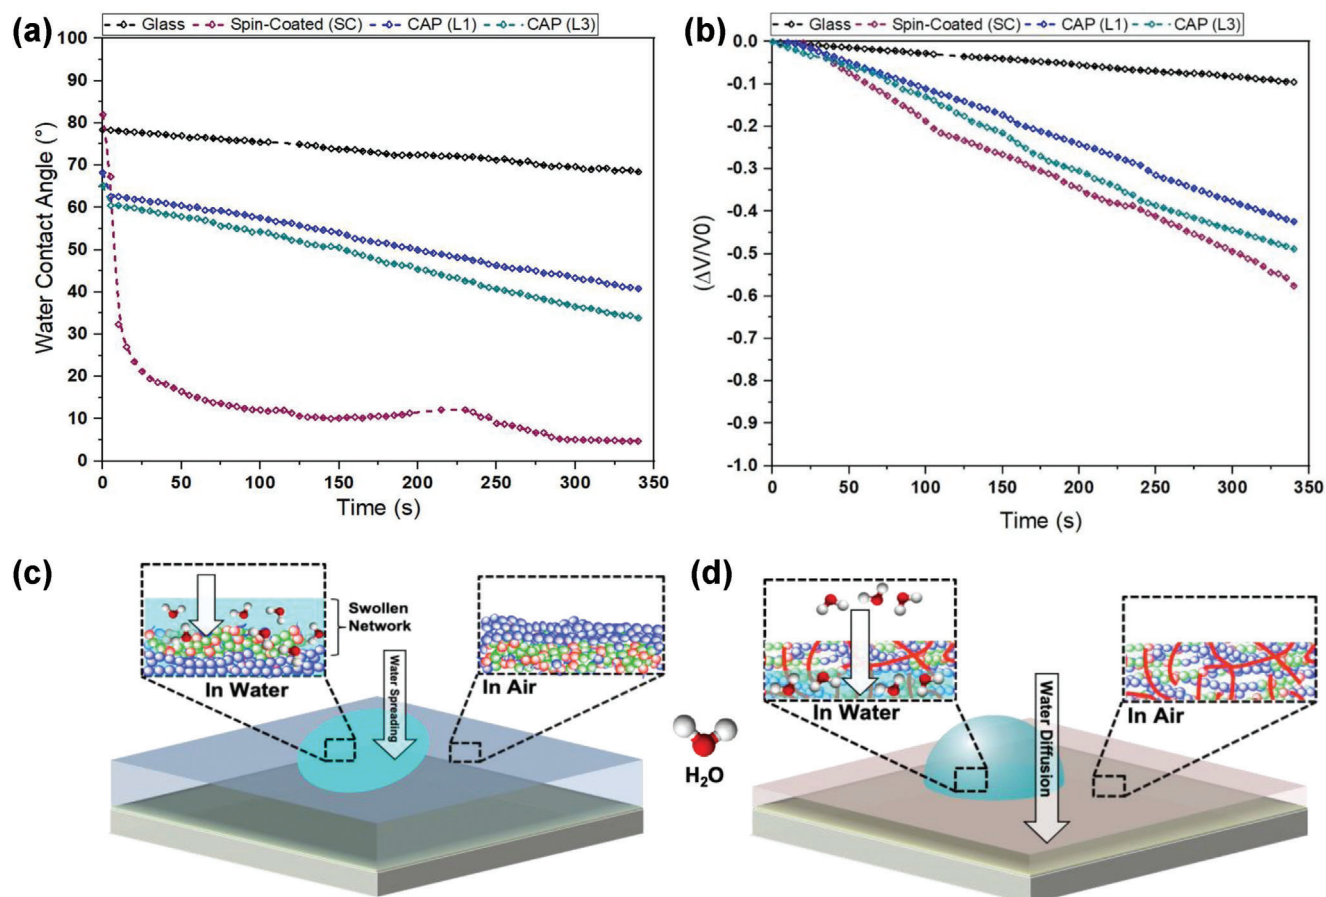 (a)
Glass Spin-Coated (SC) CAP (L1) CAP (L3)
100
90
80
70
60
50
40
30
20
10
0
Water Contact Angle (°)
0 50 100 150 200 250 300 350
Time (s)
(b)
Glass Spin-Coated (SC) CAP (L1) CAP (L3)
0.0
-0.1
-0.2
-0.3
-0.4
-0.5
-0.6
-0.7
-0.8
-0.9
-1.0
(ΔV/V0)
0 50 100 150 200 250 300 350
Time (s)
(c)
Swollen
Network
In Water
In Air
Water Spreading
H2O
(d)
In Water
In Air
Water Diffusion